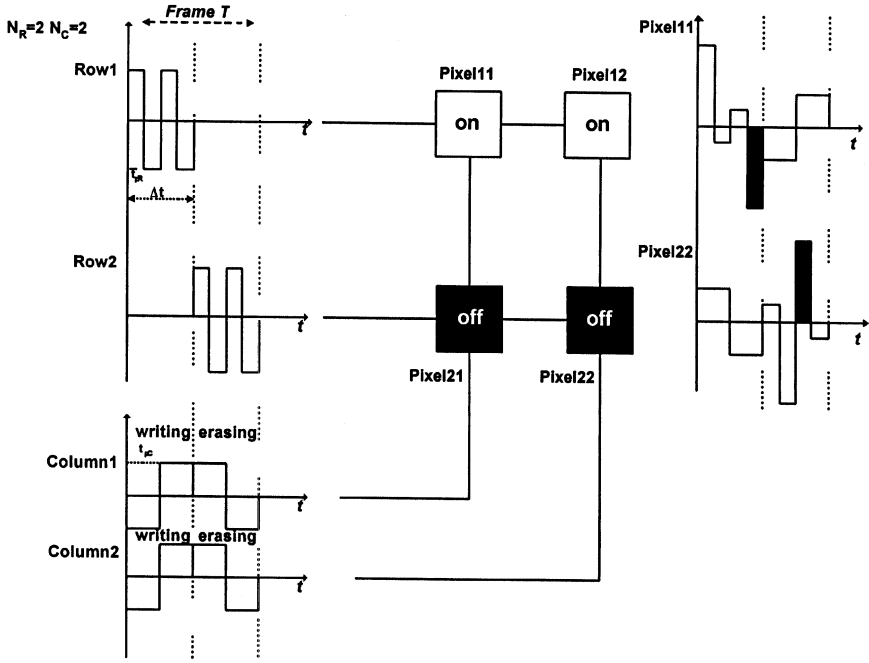 Frame T
N_R=2 N_C=2
Pixel11
Row1
Pixel11
Pixel12
on
on
t
t
τ_pR
Δt
Row2
Pixel22
t
off
off
t
Pixel21
Pixel22
writing erasing
Column1
t
writing erasing
Column2
t